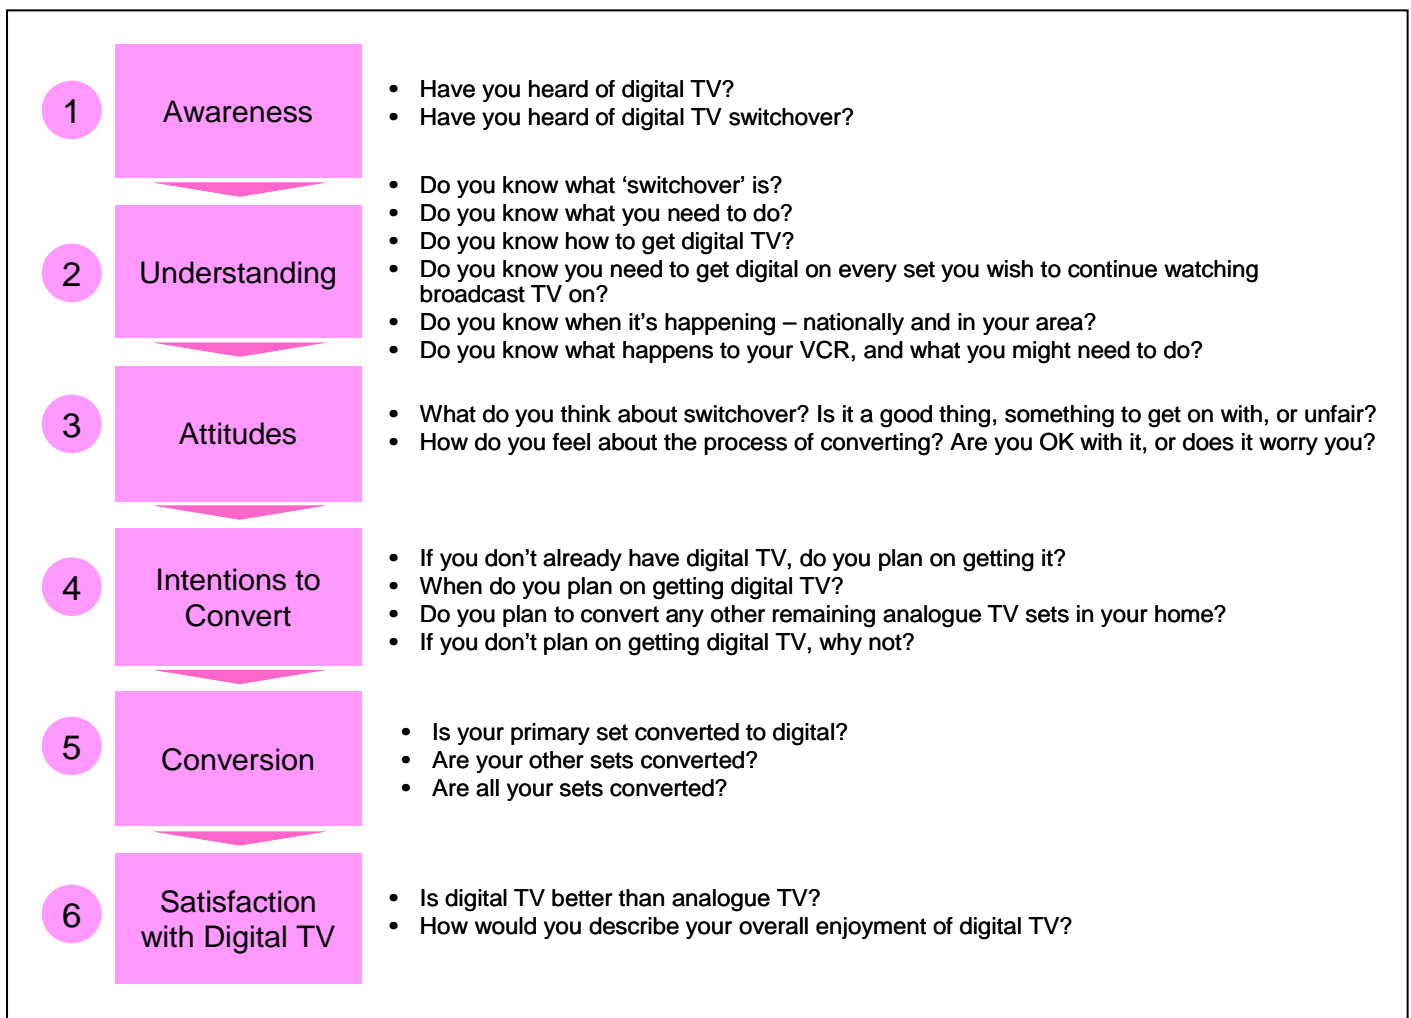 1
Awareness
• Have you heard of digital TV?
• Have you heard of digital TV switchover?
2
Understanding
• Do you know what ‘switchover’ is?
• Do you know what you need to do?
• Do you know how to get digital TV?
• Do you know you need to get digital on every set you wish to continue watching
broadcast TV on?
• Do you know when it’s happening – nationally and in your area?
• Do you know what happens to your VCR, and what you might need to do?
3
Attitudes
• What do you think about switchover? Is it a good thing, something to get on with, or unfair?
• How do you feel about the process of converting? Are you OK with it, or does it worry you?
4
Intentions to
Convert
• If you don’t already have digital TV, do you plan on getting it?
• When do you plan on getting digital TV?
• Do you plan to convert any other remaining analogue TV sets in your home?
• If you don’t plan on getting digital TV, why not?
5
Conversion
• Is your primary set converted to digital?
• Are your other sets converted?
• Are all your sets converted?
6
Satisfaction
with Digital TV
• Is digital TV better than analogue TV?
• How would you describe your overall enjoyment of digital TV?